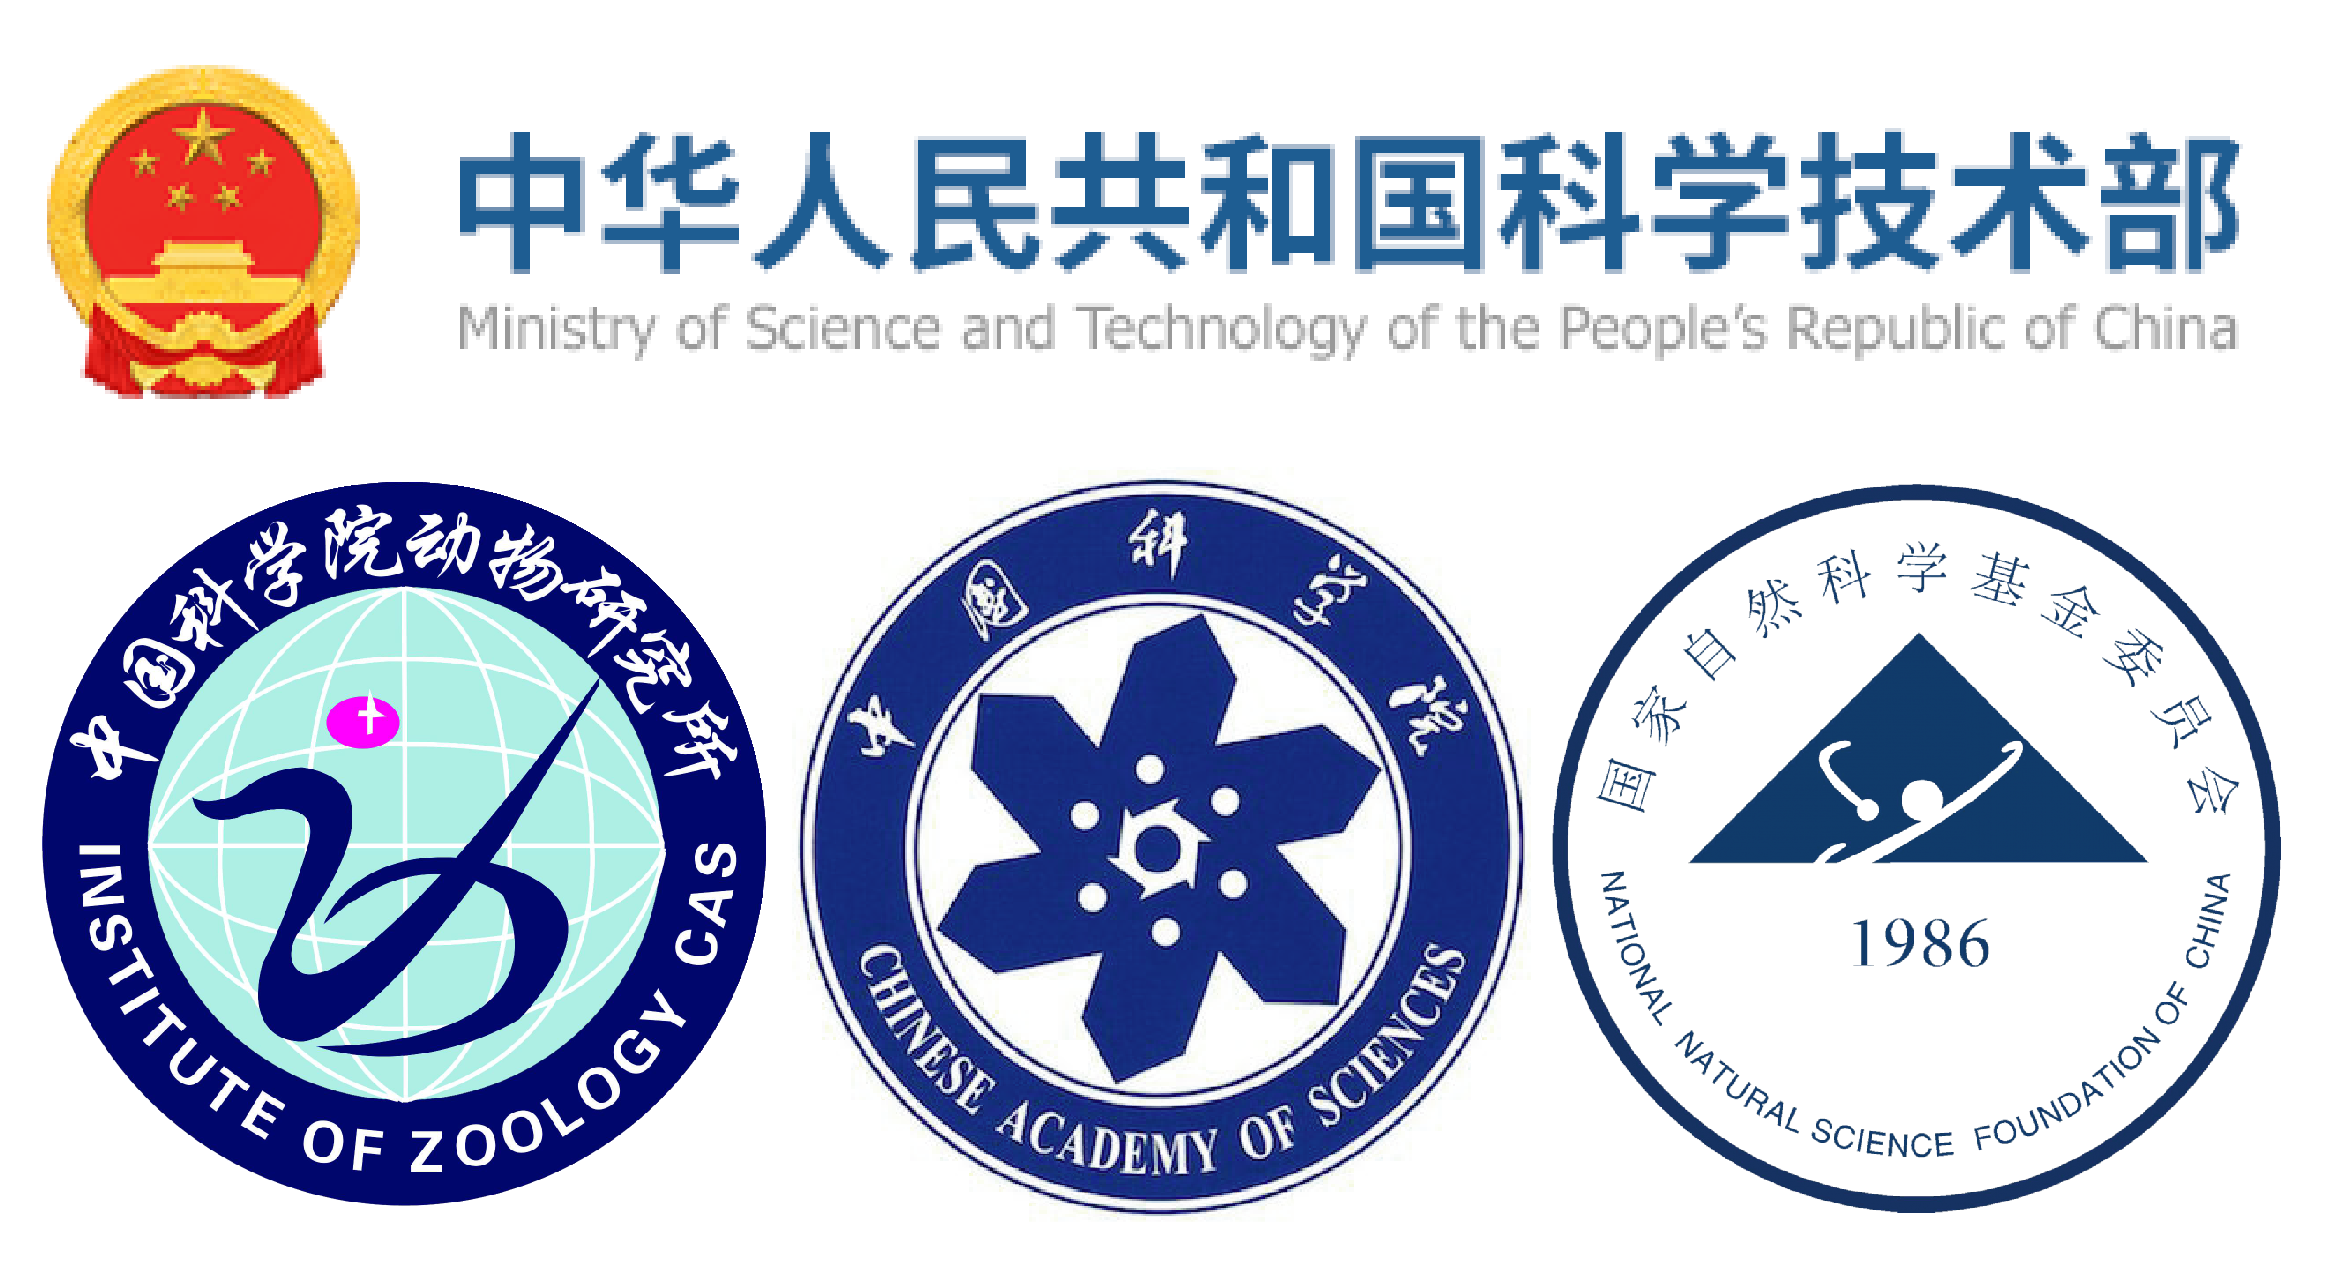 中华人民共和国科学技术部
Ministry of Science and Technology of the People's Republic of China
中国科学院动物研究所
INSTITUTE OF ZOOLOGY CAS
中国科学院
CHINESE ACADEMY OF SCIENCES
国家自然科学基金委员会
1986
NATIONAL NATURAL SCIENCE FOUNDATION OF CHINA